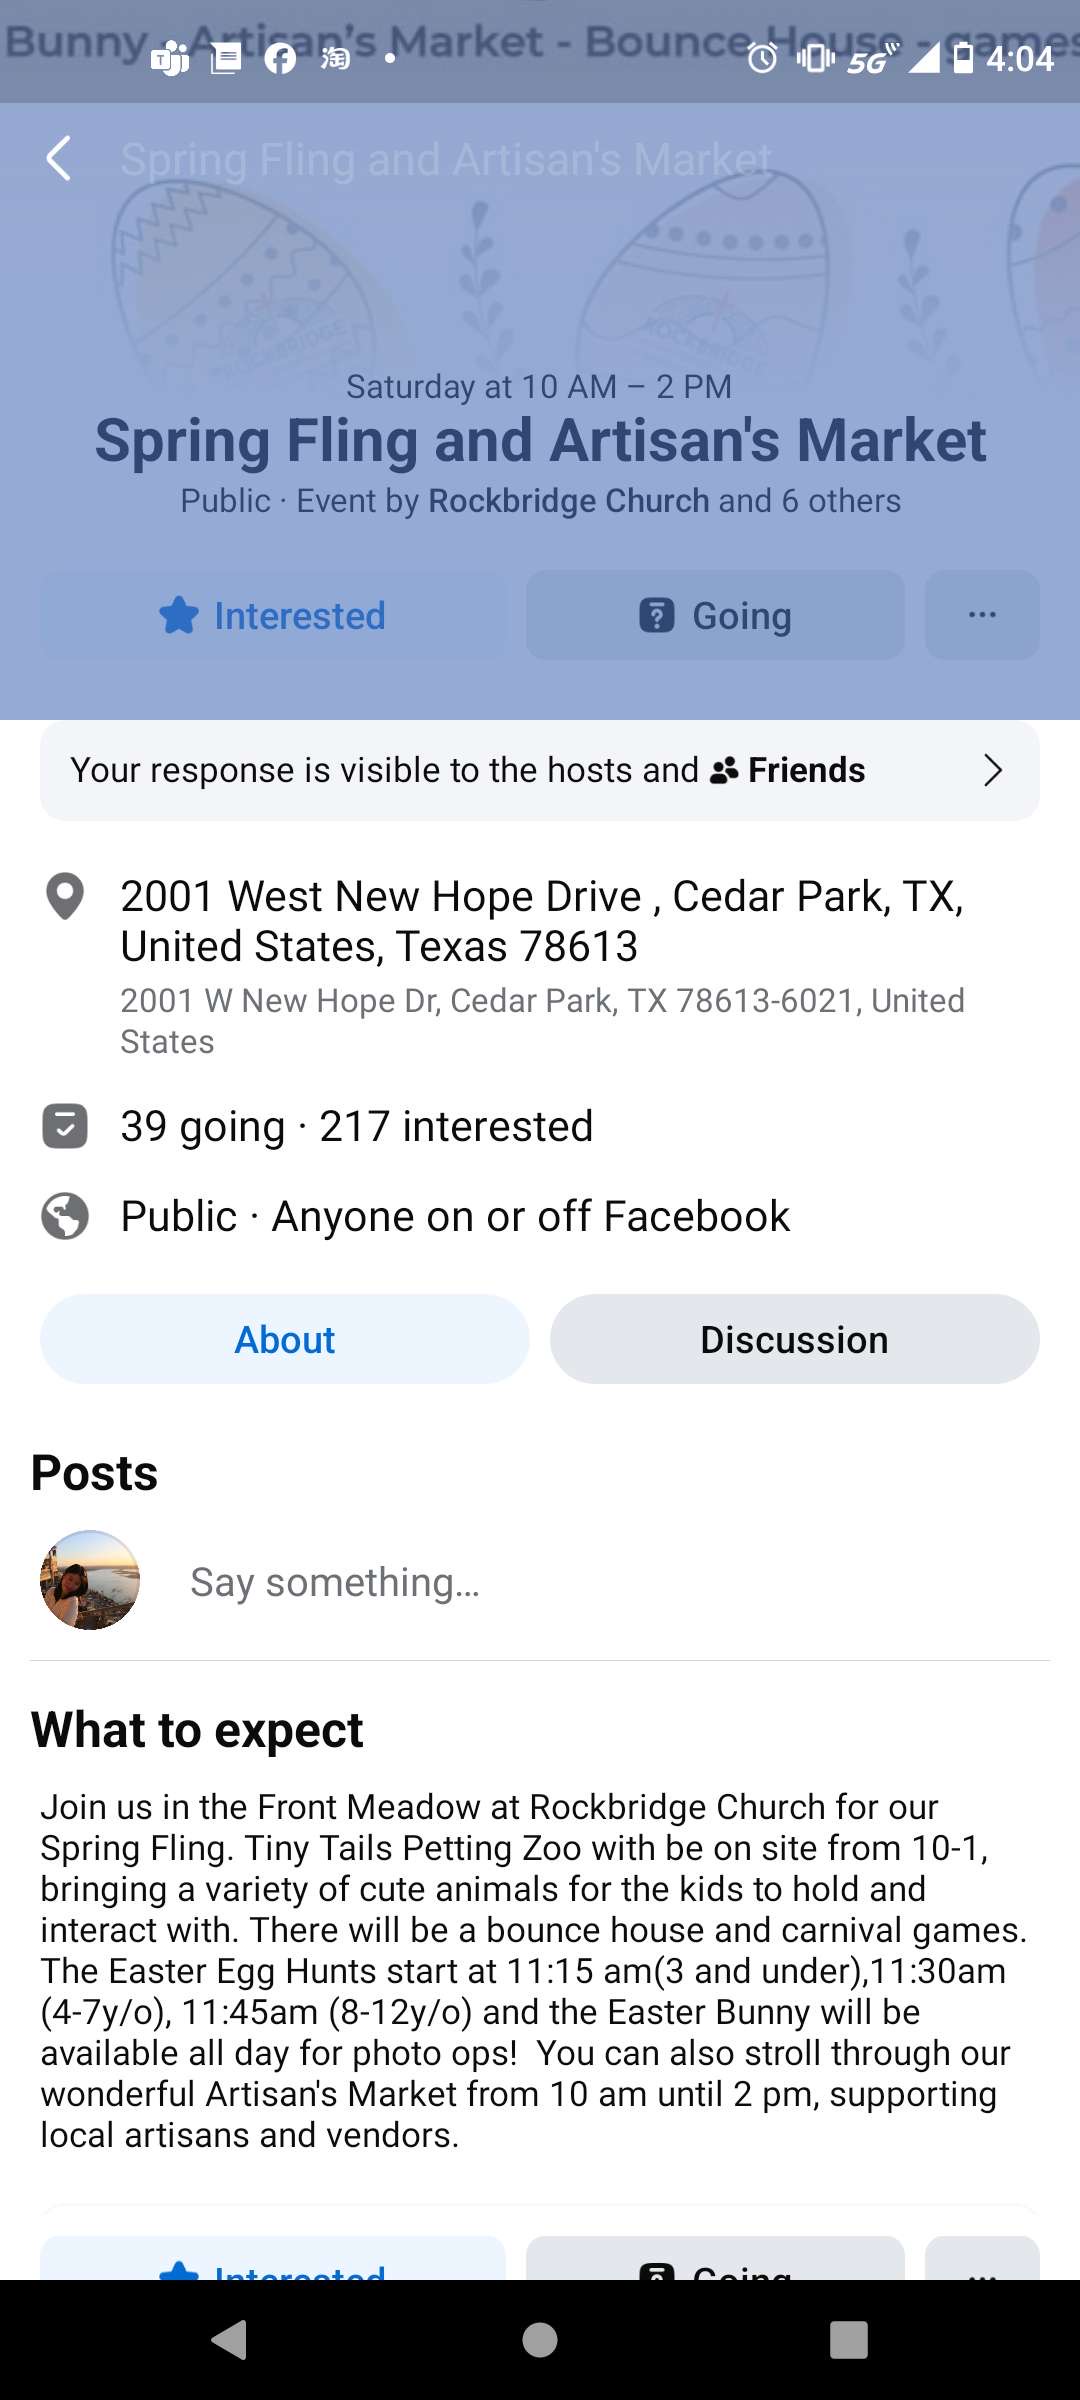 Bunny - Artisan's Market - Bounce House - games
淘 5G 4:04
Spring Fling and Artisan's Market
ROCKBRIDGE ROCKBRIDGE
Saturday at 10 AM – 2 PM
Spring Fling and Artisan's Market
Public · Event by Rockbridge Church and 6 others
Interested Going
Your response is visible to the hosts and Friends
2001 West New Hope Drive , Cedar Park, TX,
United States, Texas 78613
2001 W New Hope Dr, Cedar Park, TX 78613-6021, United
States
39 going · 217 interested
Public · Anyone on or off Facebook
About Discussion
Posts
Say something...
What to expect
Join us in the Front Meadow at Rockbridge Church for our
Spring Fling. Tiny Tails Petting Zoo with be on site from 10-1,
bringing a variety of cute animals for the kids to hold and
interact with. There will be a bounce house and carnival games.
The Easter Egg Hunts start at 11:15 am(3 and under),11:30am
(4-7y/o), 11:45am (8-12y/o) and the Easter Bunny will be
available all day for photo ops!  You can also stroll through our
wonderful Artisan's Market from 10 am until 2 pm, supporting
local artisans and vendors.
Interested Going